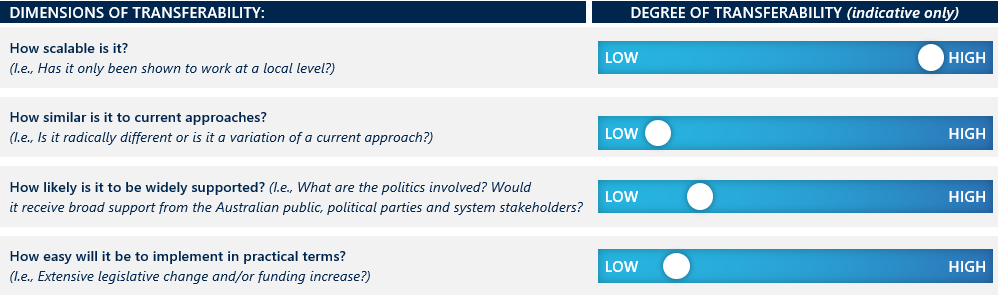 DIMENSIONS OF TRANSFERABILITY:
DEGREE OF TRANSFERABILITY (indicative only)
How scalable is it?
(I.e., Has it only been shown to work at a local level?)
LOW
HIGH
How similar is it to current approaches?
(I.e., Is it radically different or is it a variation of a current approach?)
LOW
HIGH
How likely is it to be widely supported? (I.e., What are the politics involved? Would
it receive broad support from the Australian public, political parties and system stakeholders?
LOW
HIGH
How easy will it be to implement in practical terms?
(I.e., Extensive legislative change and/or funding increase?)
LOW
HIGH